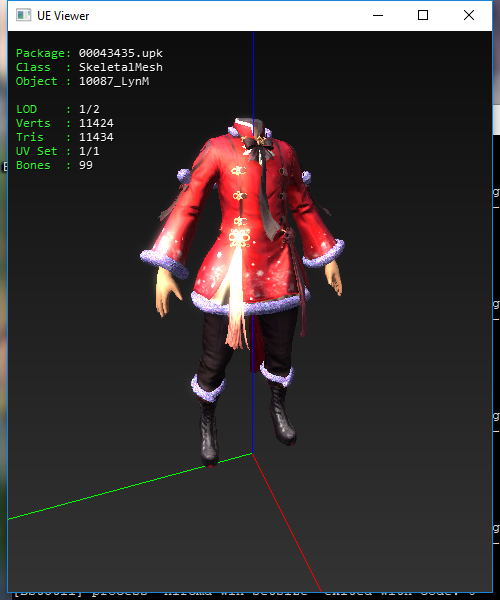 UE Viewer
Package: 00043435.upk
Class  : SkeletalMesh
Object : 10087_LynM
LOD    : 1/2
Verts  : 11424
Tris   : 11434
UV Set : 1/1
Bones  : 99